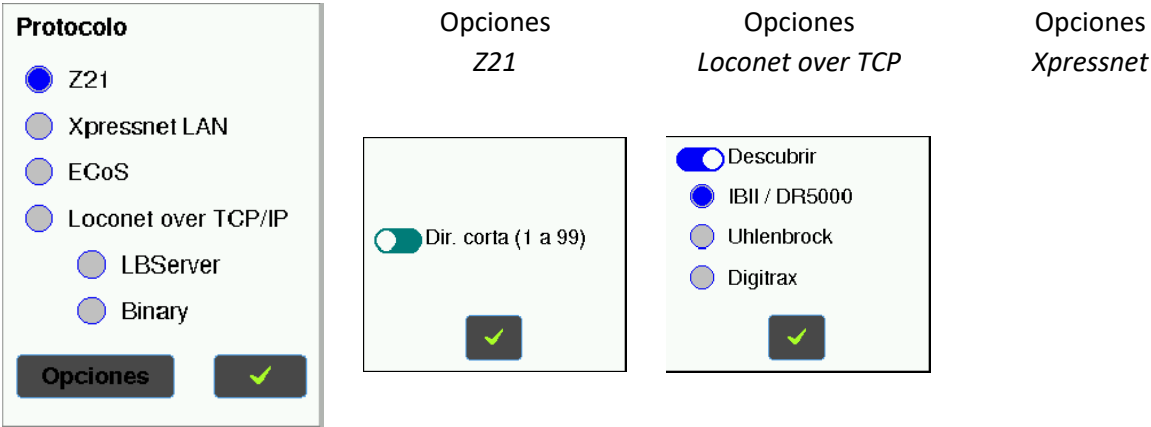 Protocolo
Z21
Xpressnet LAN
ECoS
Loconet over TCP/IP
LBServer
Binary
Opciones
Opciones
Z21
Dir. corta (1 a 99)
Opciones
Loconet over TCP
Descubrir
IBII / DR5000
Uhlenbrock
Digitrax
Opciones
Xpressnet